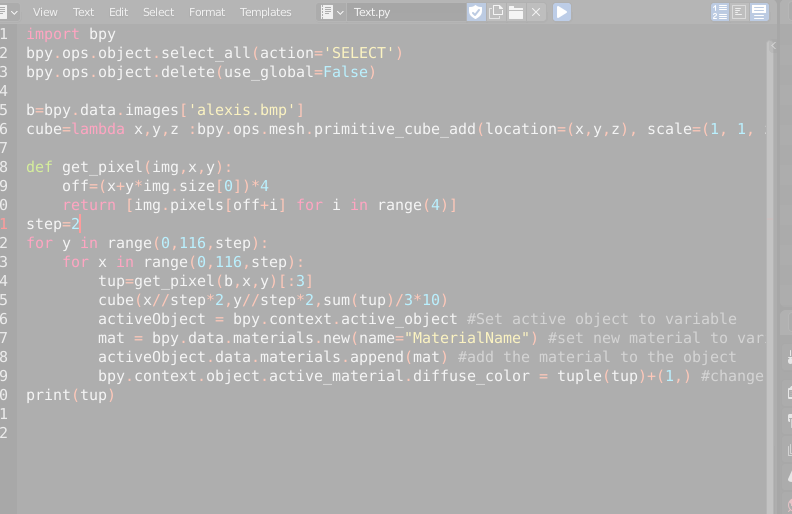 View Text Edit Select Format Templates Text.py
1 import bpy
2 bpy.ops.object.select_all(action='SELECT')
3 bpy.ops.object.delete(use_global=False)
4
5 b=bpy.data.images['alexis.bmp']
6 cube=lambda x,y,z :bpy.ops.mesh.primitive_cube_add(location=(x,y,z), scale=(1, 1,
7
8 def get_pixel(img,x,y):
9     off=(x+y*img.size[0])*4
0     return [img.pixels[off+i] for i in range(4)]
1 step=2
2 for y in range(0,116,step):
3     for x in range(0,116,step):
4         tup=get_pixel(b,x,y)[:3]
5         cube(x//step*2,y//step*2,sum(tup)/3*10)
6         activeObject = bpy.context.active_object #Set active object to variable
7         mat = bpy.data.materials.new(name="MaterialName") #set new material to var
8         activeObject.data.materials.append(mat) #add the material to the object
9         bpy.context.object.active_material.diffuse_color = tuple(tup)+(1,) #change
0 print(tup)
1
2